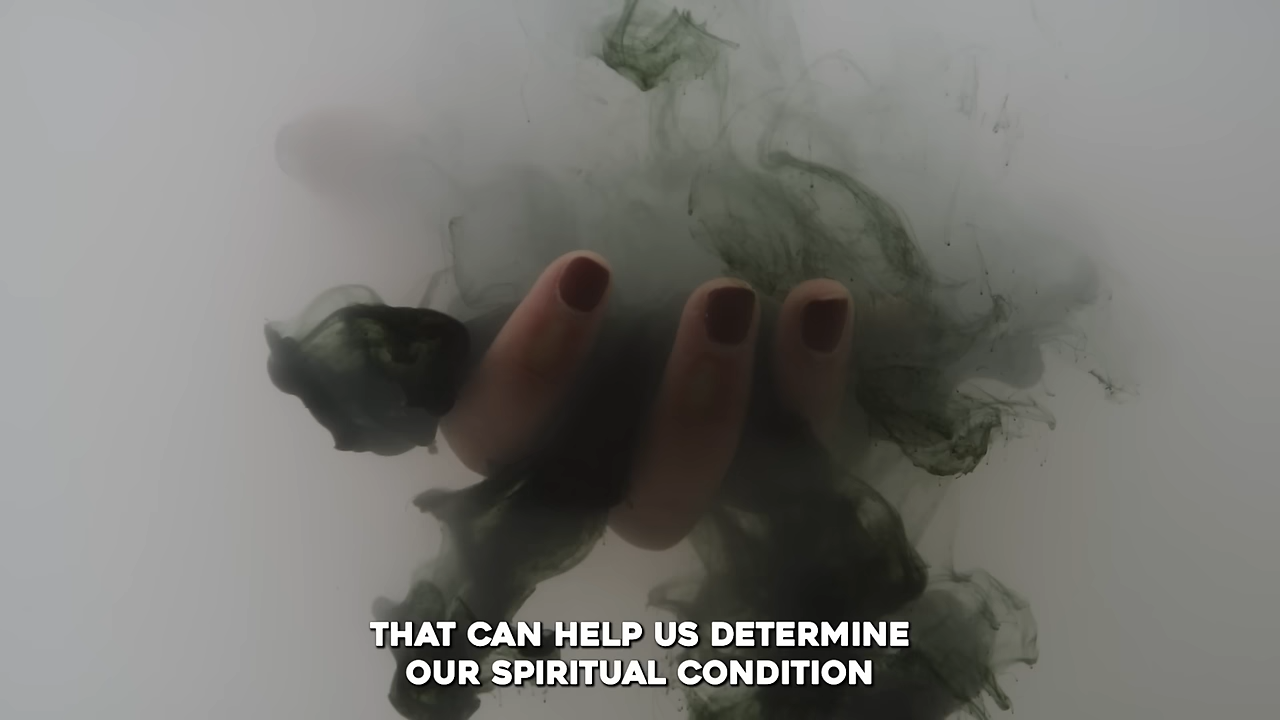 THAT CAN HELP US DETERMINE
OUR SPIRITUAL CONDITION